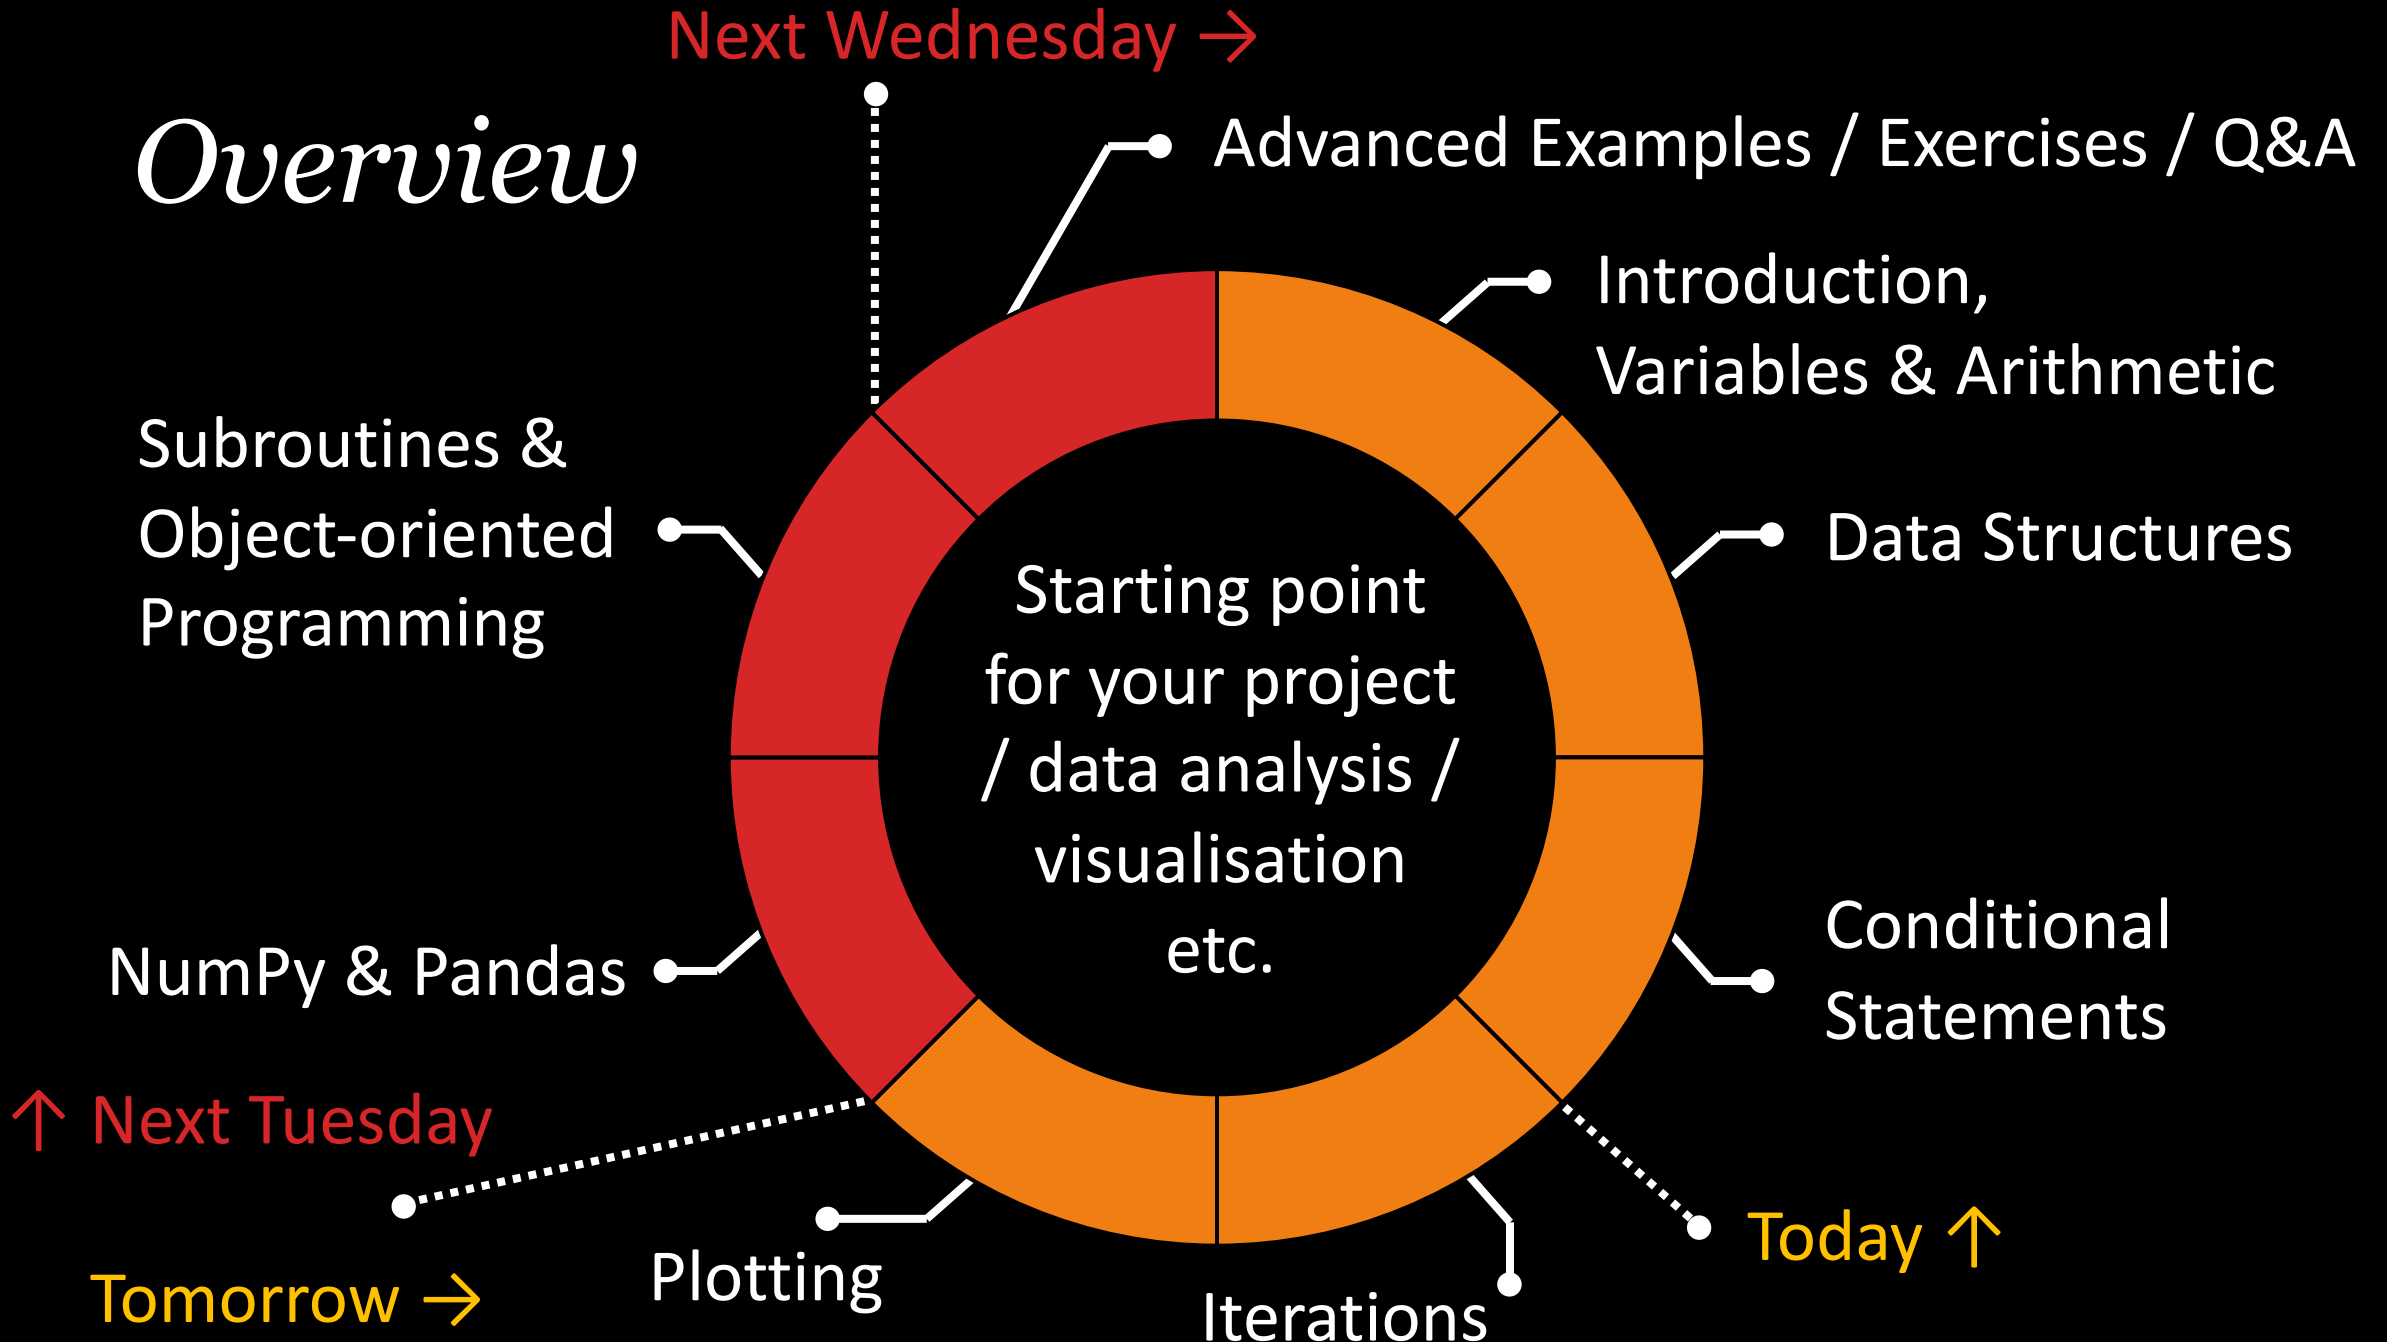 Next Wednesday →
Overview
Advanced Examples / Exercises / Q&A
Introduction,
Variables & Arithmetic
Data Structures
Conditional
Statements
Today ↑
Iterations
Plotting
Tomorrow →
↑ Next Tuesday
NumPy & Pandas
Subroutines &
Object-oriented
Programming
Starting point
for your project
/ data analysis /
visualisation
etc.